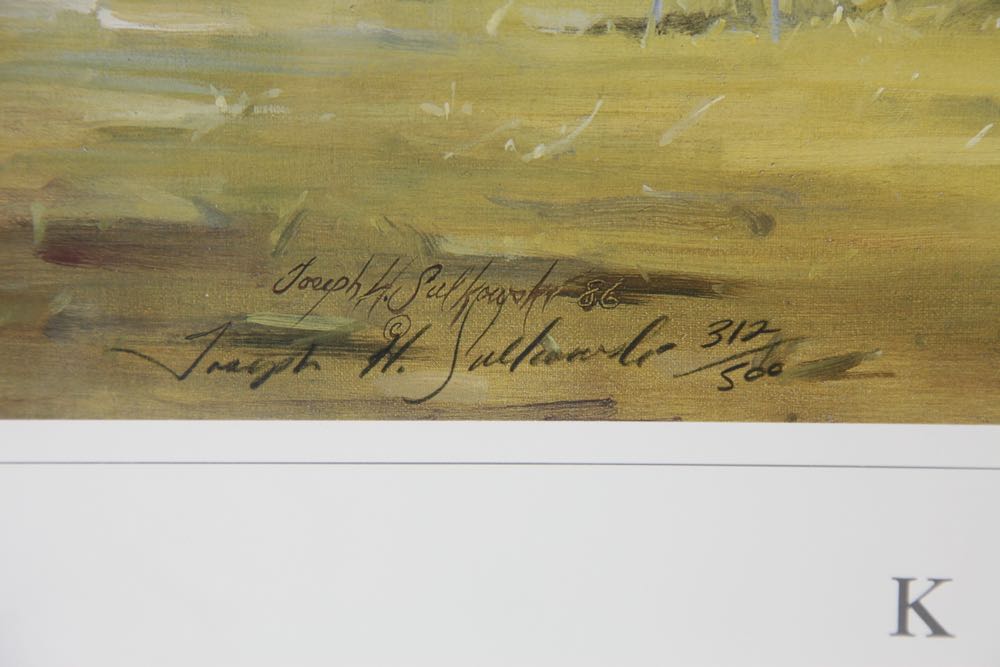 Joseph H. Sulkowski 86
Joseph H. Sulkowski 312/500
K